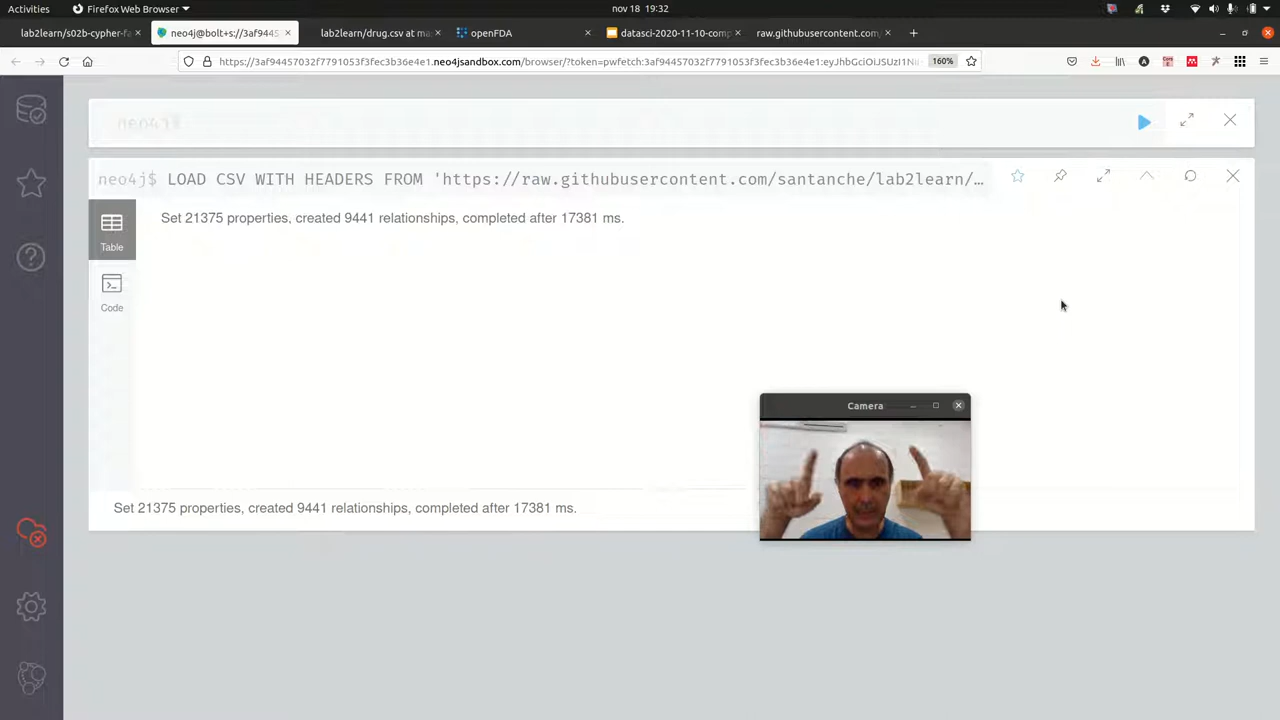 Activities
Firefox Web Browser
nov 18 19:32
lab2learn/s02b-cypher-fa
neo4j@bolt+s://3af9445
lab2learn/drug.csv at ma
openFDA
datasci-2020-11-10-comp
raw.githubusercontent.com/
https://3af94457032f7791053f3fec3b36e4e1.neo4jsandbox.com/browser/?token=pwfetch:3af94457032f7791053f3fec3b36e4e1:eyJhbGciOiJSUzI1Ni
160%
neo4j$
neo4j$ LOAD CSV WITH HEADERS FROM 'https://raw.githubusercontent.com/santanche/lab2learn/…
Table
Set 21375 properties, created 9441 relationships, completed after 17381 ms.
Code
Camera
Set 21375 properties, created 9441 relationships, completed after 17381 ms.